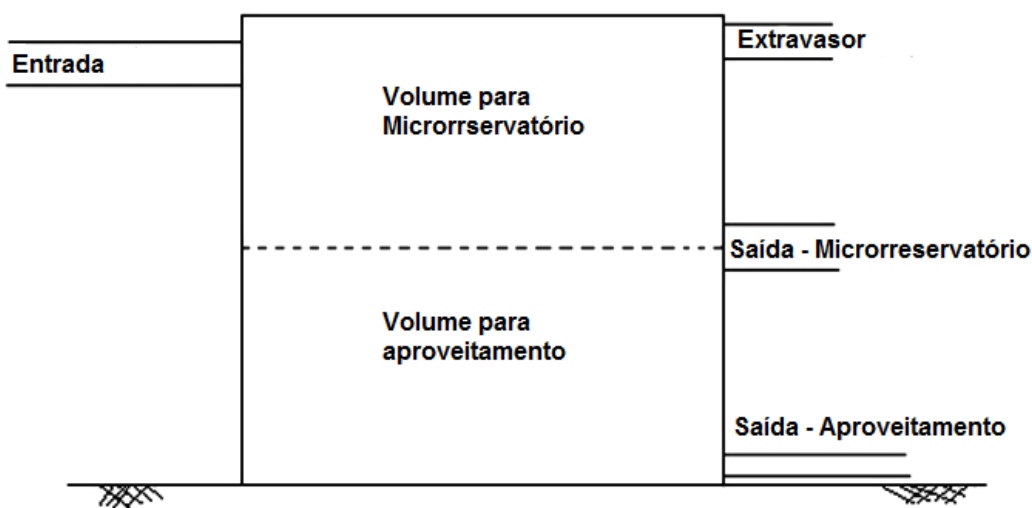 Entrada
Extravasor
Volume para
Microrrservatório
Saída - Microrreservatório
Volume para
aproveitamento
Saída - Aproveitamento